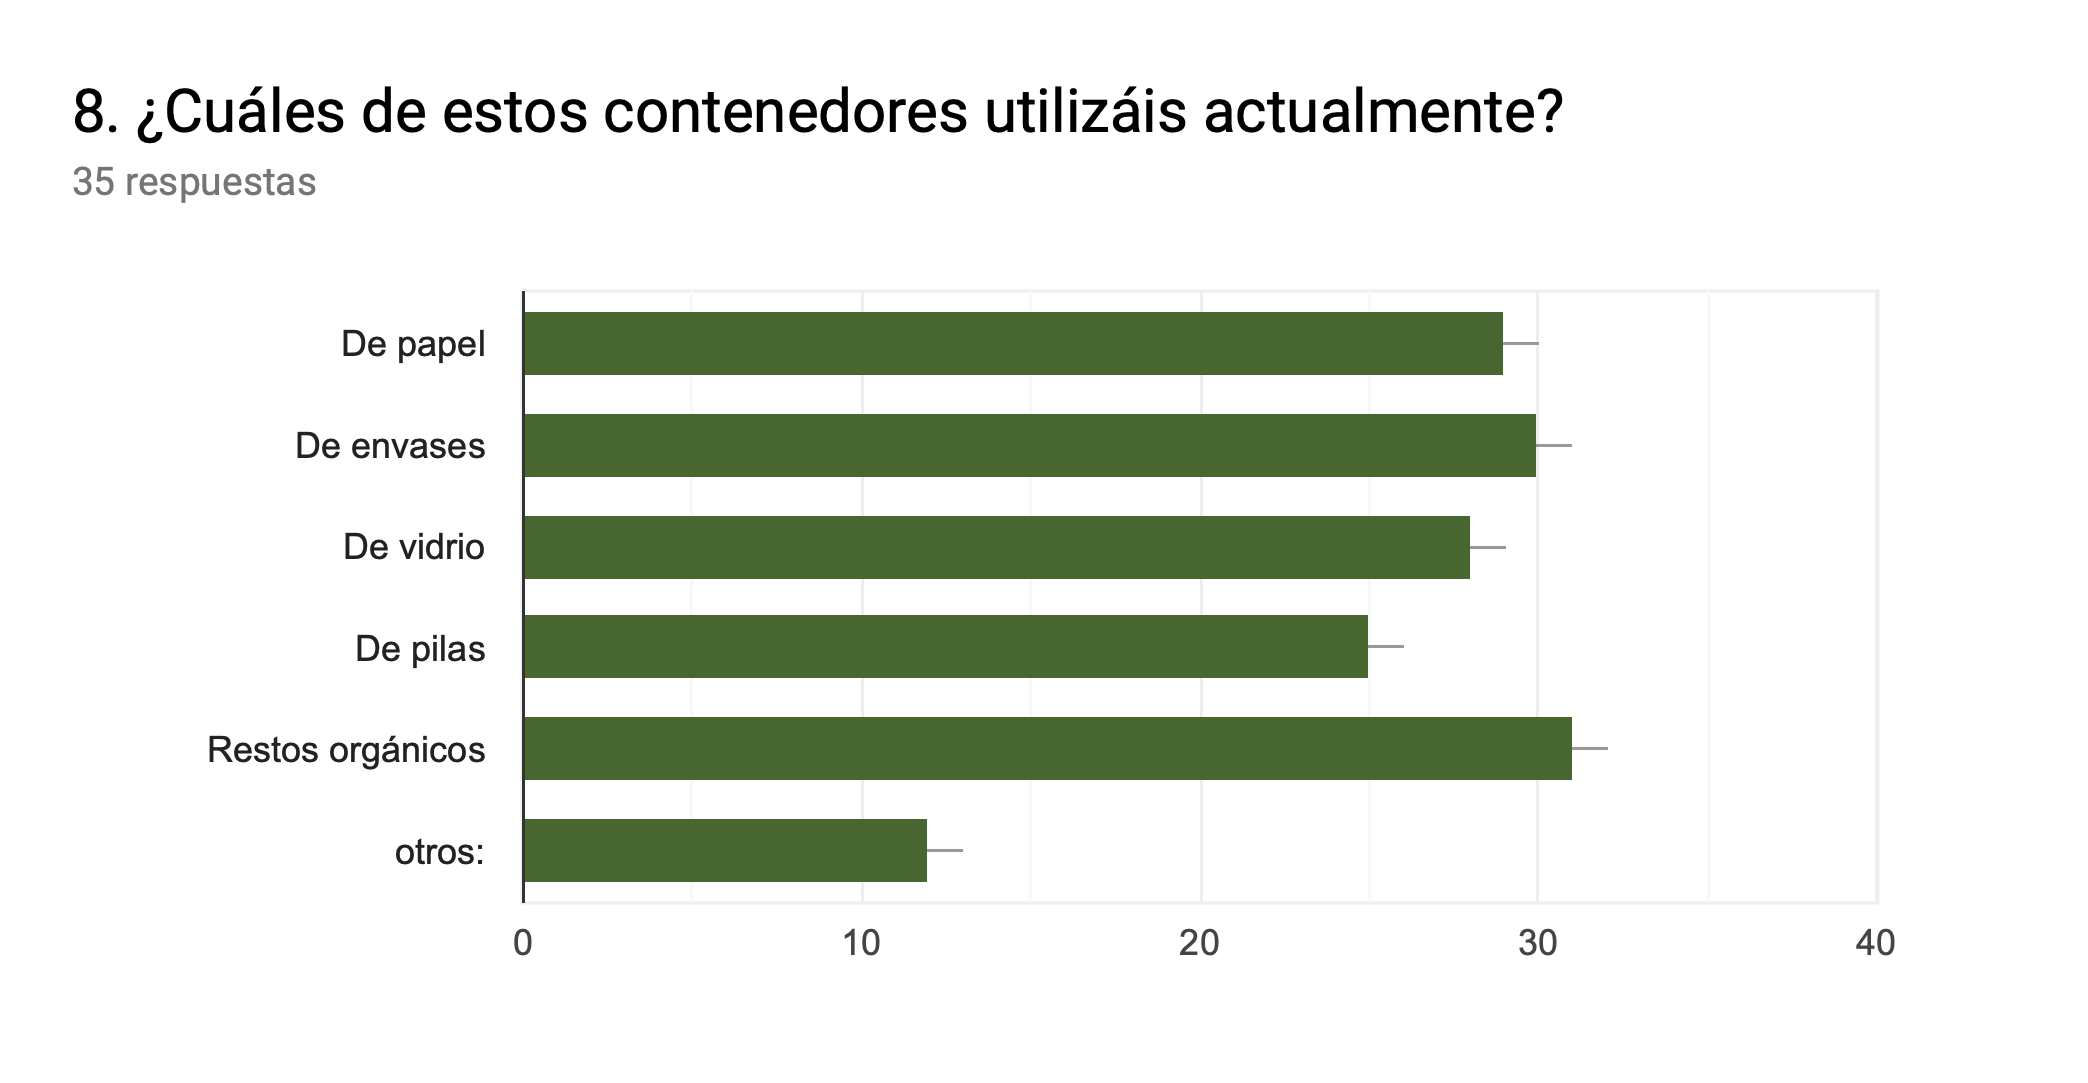 8. ¿Cuáles de estos contenedores utilizáis actualmente?
35 respuestas
De papel
De envases
De vidrio
De pilas
Restos orgánicos
otros:
0 10 20 30 40